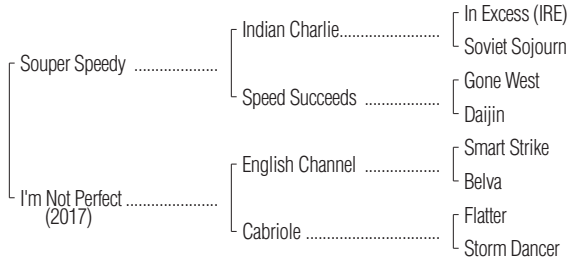 In Excess (IRE)
Indian Charlie..................
Soviet Sojourn
Souper Speedy ...................
Gone West
Speed Succeeds .................
Daijin
Smart Strike
English Channel .................
Belva
I'm Not Perfect .....................
(2017)
Flatter
Cabriole ..............................
Storm Dancer